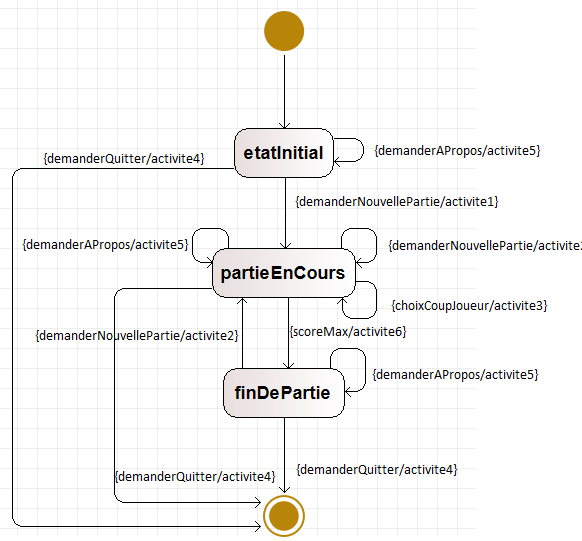 etatInitial
{demanderAPropos/activite5}
{demanderQuitter/activite4}
{demanderNouvellePartie/activite1}
{demanderAPropos/activite5}
{demanderNouvellePartie/activite2
partieEnCours
{choixCoupJoueur/activite3}
{demanderNouvellePartie/activite2}
{scoreMax/activite6}
{demanderAPropos/activite5}
finDePartie
{demanderQuitter/activite4}
{demanderQuitter/activite4}